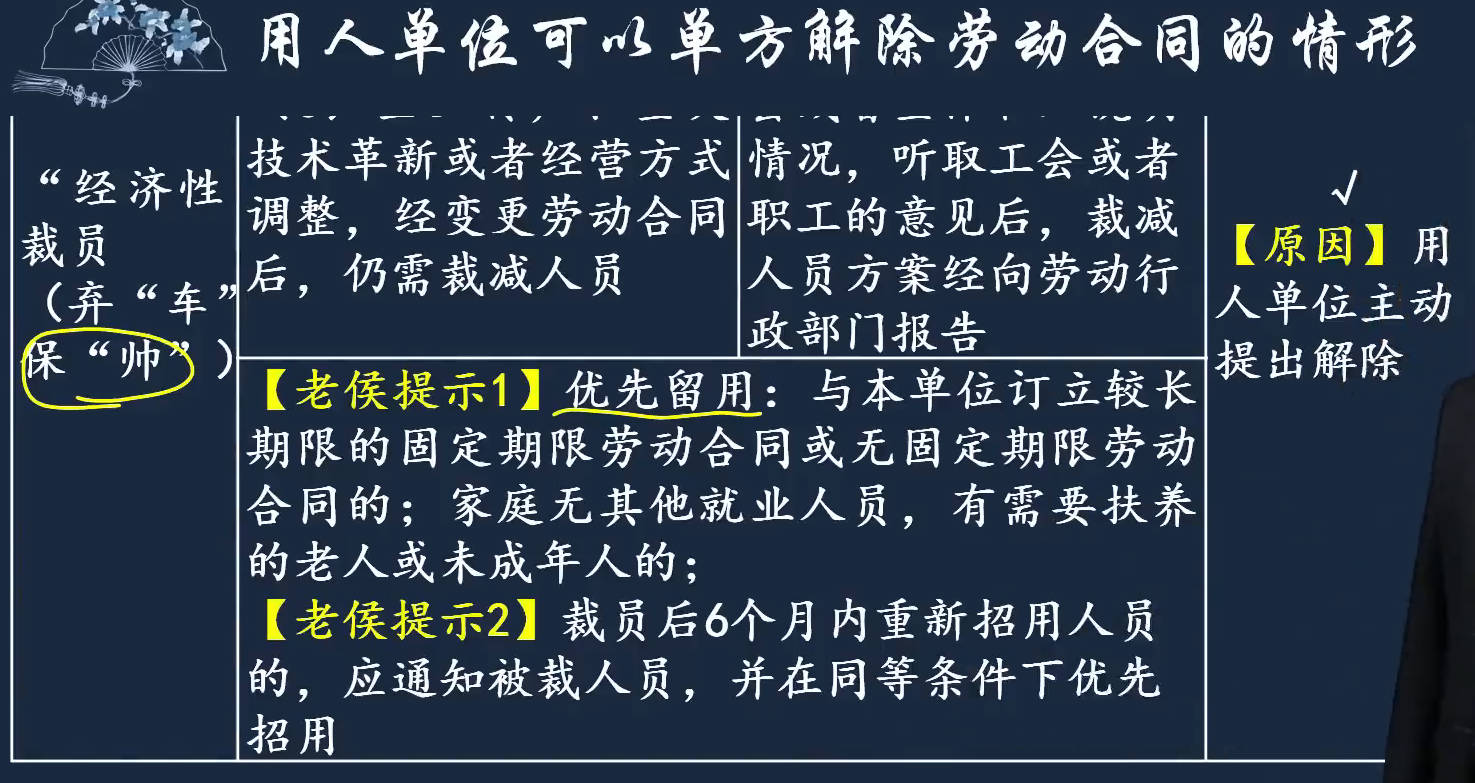 用人单位可以单方解除劳动合同的情形
“经济性
裁员
（弃“车”
保“帅”）
技术革新或者经营方式
调整，经变更劳动合同
后，仍需裁减人员
情况，听取工会或者
职工的意见后，裁减
人员方案经向劳动行
政部门报告
√
【原因】用
人单位主动
提出解除
【老侯提示1】优先留用：与本单位订立较长
期限的固定期限劳动合同或无固定期限劳动
合同的；家庭无其他就业人员，有需要扶养
的老人或未成年人的；
【老侯提示2】裁员后6个月内重新招用人员
的，应通知被裁人员，并在同等条件下优先
招用